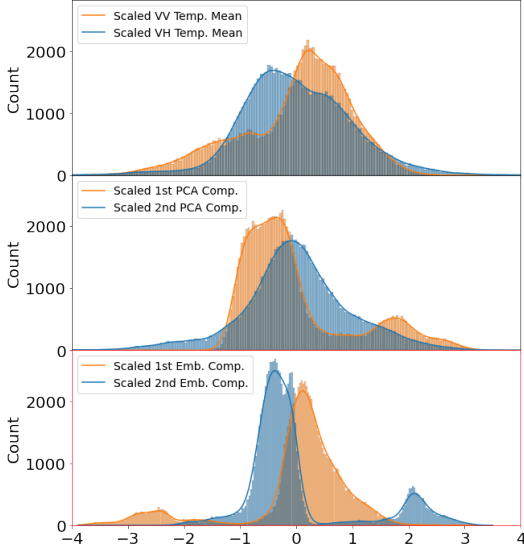 Scaled VV Temp. Mean
Scaled VH Temp. Mean
Count
2000
1000
0
Scaled 1st PCA Comp.
Scaled 2nd PCA Comp.
Count
2000
1000
0
Scaled 1st Emb. Comp.
Scaled 2nd Emb. Comp.
Count
2000
1000
0
−4 −3 −2 −1 0 1 2 3 4